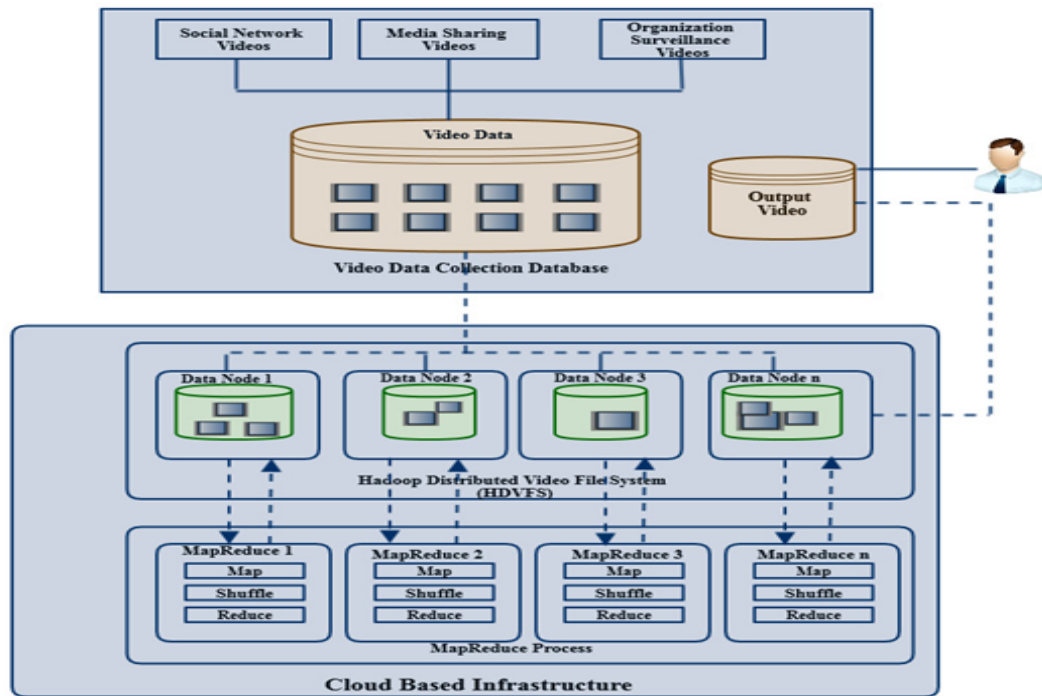 Social Network
Videos
Media Sharing
Videos
Organization
Surveillance
Videos
Video Data
Output
Video
Video Data Collection Database
Data Node 1
Data Node 2
Data Node 3
Data Node n
Hadoop Distributed Video File System
(HDVFS)
MapReduce 1
Map
Shuffle
Reduce
MapReduce 2
Map
Shuffle
Reduce
MapReduce 3
Map
Shuffle
Reduce
MapReduce n
Map
Shuffle
Reduce
MapReduce Process
Cloud Based Infrastructure